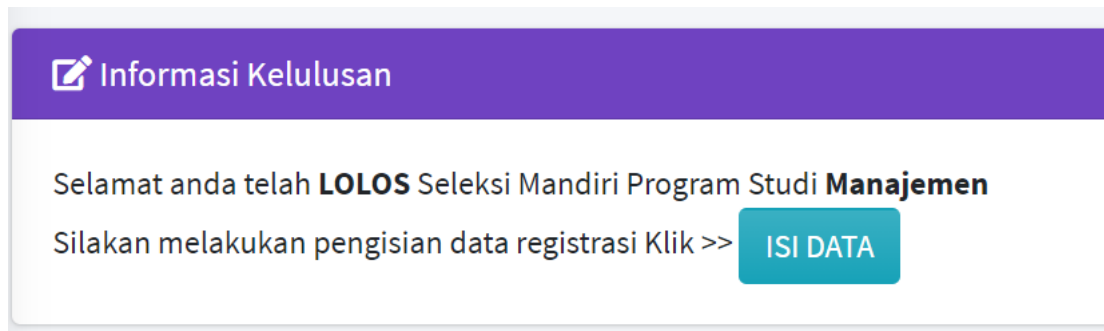 Informasi Kelulusan
Selamat anda telah LOLOS Seleksi Mandiri Program Studi Manajemen
Silakan melakukan pengisian data registrasi Klik >> ISI DATA